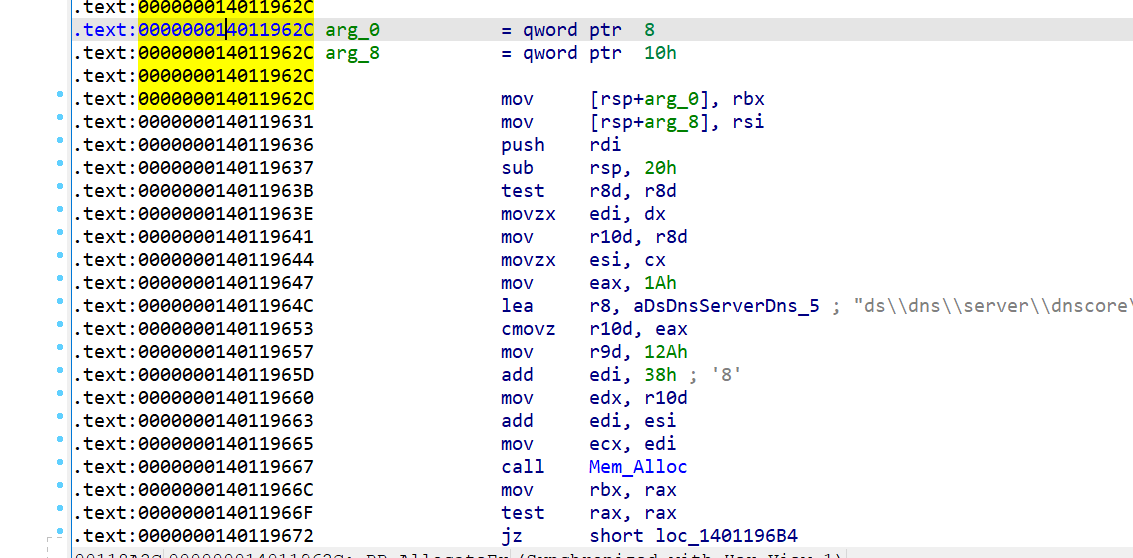 .text:000000014011962C
.text:000000014011962C arg_0 = qword ptr 8
.text:000000014011962C arg_8 = qword ptr 10h
.text:000000014011962C
.text:000000014011962C mov [rsp+arg_0], rbx
.text:0000000140119631 mov [rsp+arg_8], rsi
.text:0000000140119636 push rdi
.text:0000000140119637 sub rsp, 20h
.text:000000014011963B test r8d, r8d
.text:000000014011963E movzx edi, dx
.text:0000000140119641 mov r10d, r8d
.text:0000000140119644 movzx esi, cx
.text:0000000140119647 mov eax, 1Ah
.text:000000014011964C lea r8, aDsDnsServerDns_5 ; "ds\\dns\\server\\dnscore\
.text:0000000140119653 cmovz r10d, eax
.text:0000000140119657 mov r9d, 12Ah
.text:000000014011965D add edi, 38h ; '8'
.text:0000000140119660 mov edx, r10d
.text:0000000140119663 add edi, esi
.text:0000000140119665 mov ecx, edi
.text:0000000140119667 call Mem_Alloc
.text:000000014011966C mov rbx, rax
.text:000000014011966F test rax, rax
.text:0000000140119672 jz short loc_1401196B4